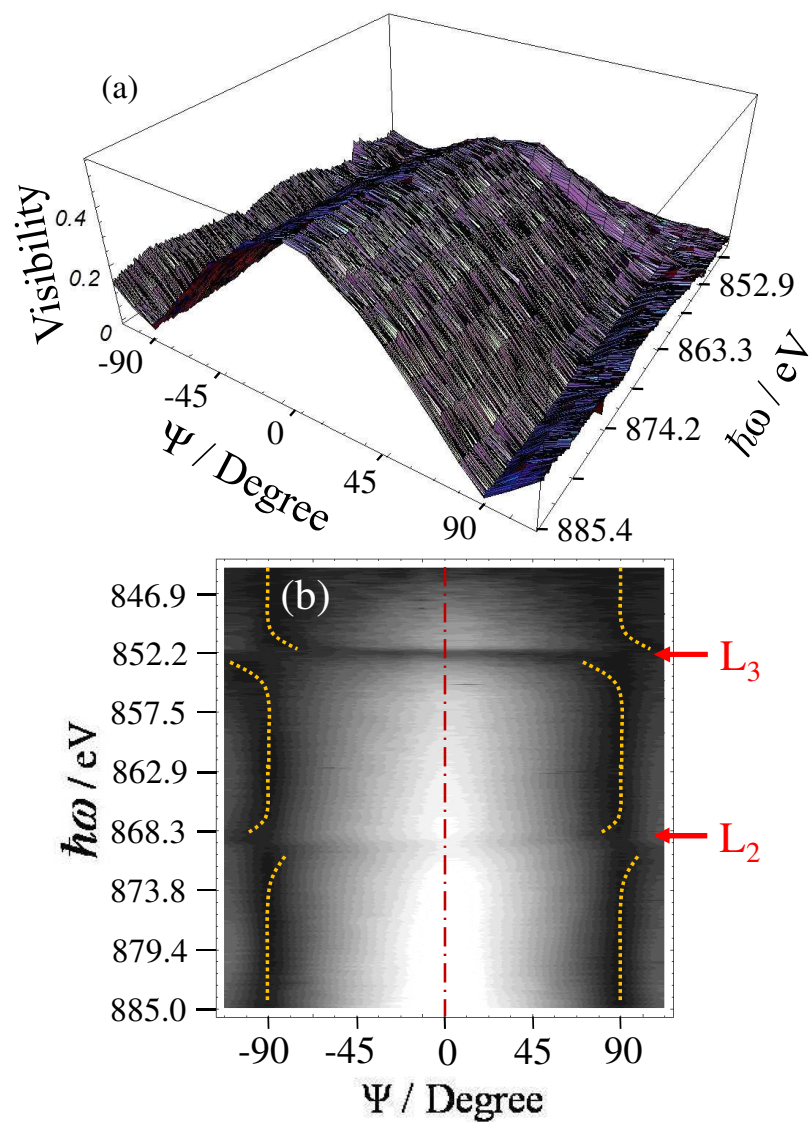 (a)
Visibility
0.4
0.2
0
-90
-45
0
45
90
Ψ / Degree
852.9
863.3
874.2
885.4
ħω / eV
(b)
846.9
852.2
857.5
862.9
868.3
873.8
879.4
885.0
ħω / eV
L₃
L₂
-90 -45 0 45 90
Ψ / Degree